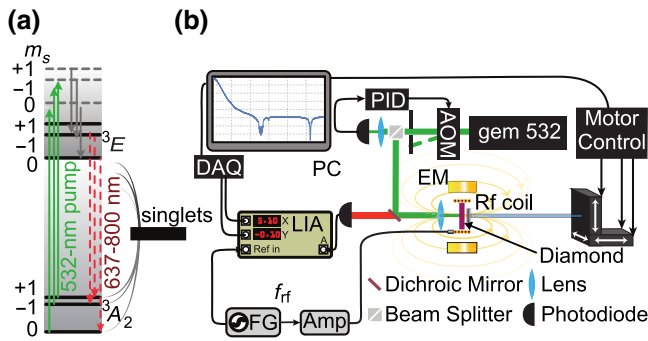 (a)
m_s
+1
−1
0
+1
−1
0
³E
532-nm pump
637-800 nm
singlets
+1
−1
0
³A₂
(b)
PID
AOM
gem 532
Motor
Control
PC
DAQ
EM
Rf coil
5.10 X
-0.10 Y
LIA
Ref in
A
Diamond
f_rf
FG
Amp
Dichroic Mirror
Lens
Beam Splitter
Photodiode